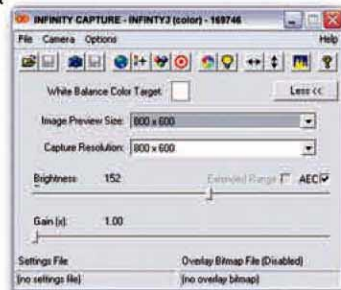 INFINITY CAPTURE - INFINITY3 (color) - 169746
File Camera Options Help
White Balance Color Target: Less <<
Image Preview Size: 800 x 600
Capture Resolution: 800 x 600
Brightness: 152 Extended Range AEC
Gain (x): 1.00
Settings File Overlay Bitmap File (Disabled)
(no settings file) (no overlay bitmap)